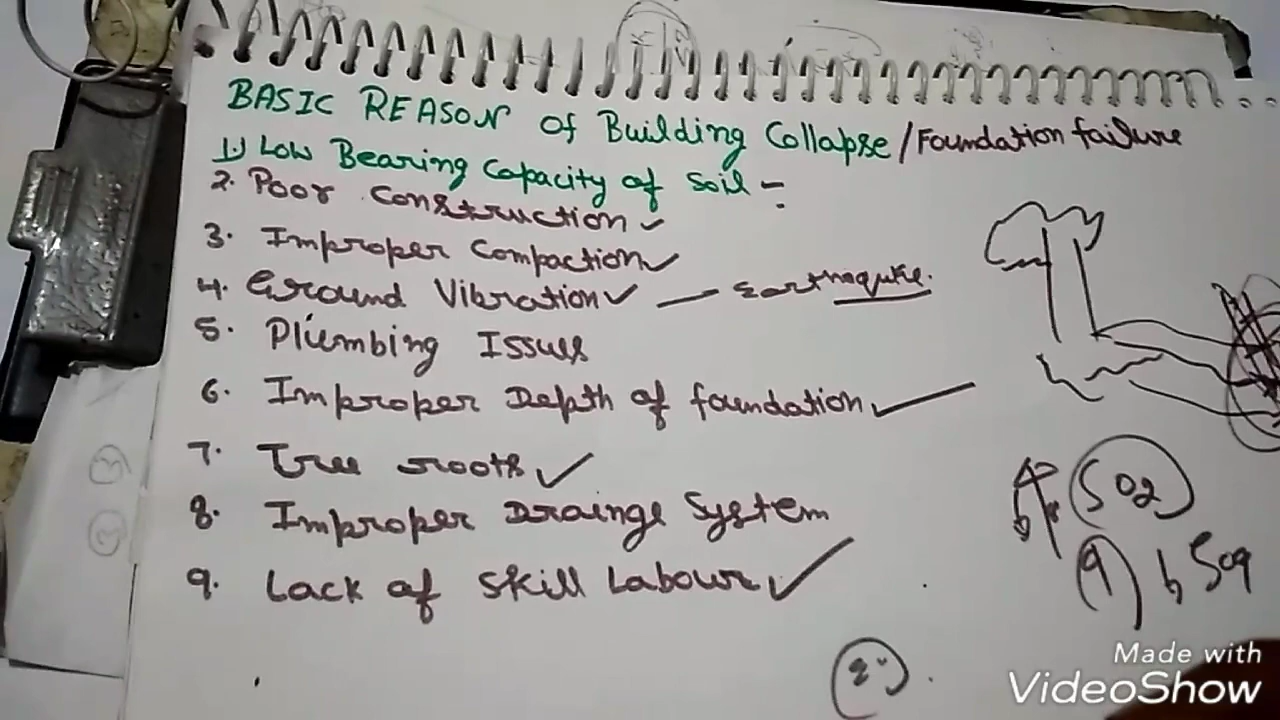 BASIC REASON of Building Collapse/Foundation failure
1.) Low Bearing Capacity of Soil -
2. Poor Construction ✓
3. Improper Compaction ✓
4. Ground Vibration ✓ — Earthquke.
5. Plumbing Issues
6. Improper Depth of foundation ✓
7. Tree roots ✓
8. Improper Drainge System
9. Lack of Skill Labour ✓
SO2
Made with
VideoShow